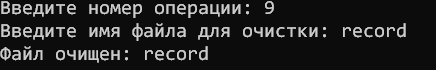 Введите номер операции: 9
Введите имя файла для очистки: record
Файл очищен: record